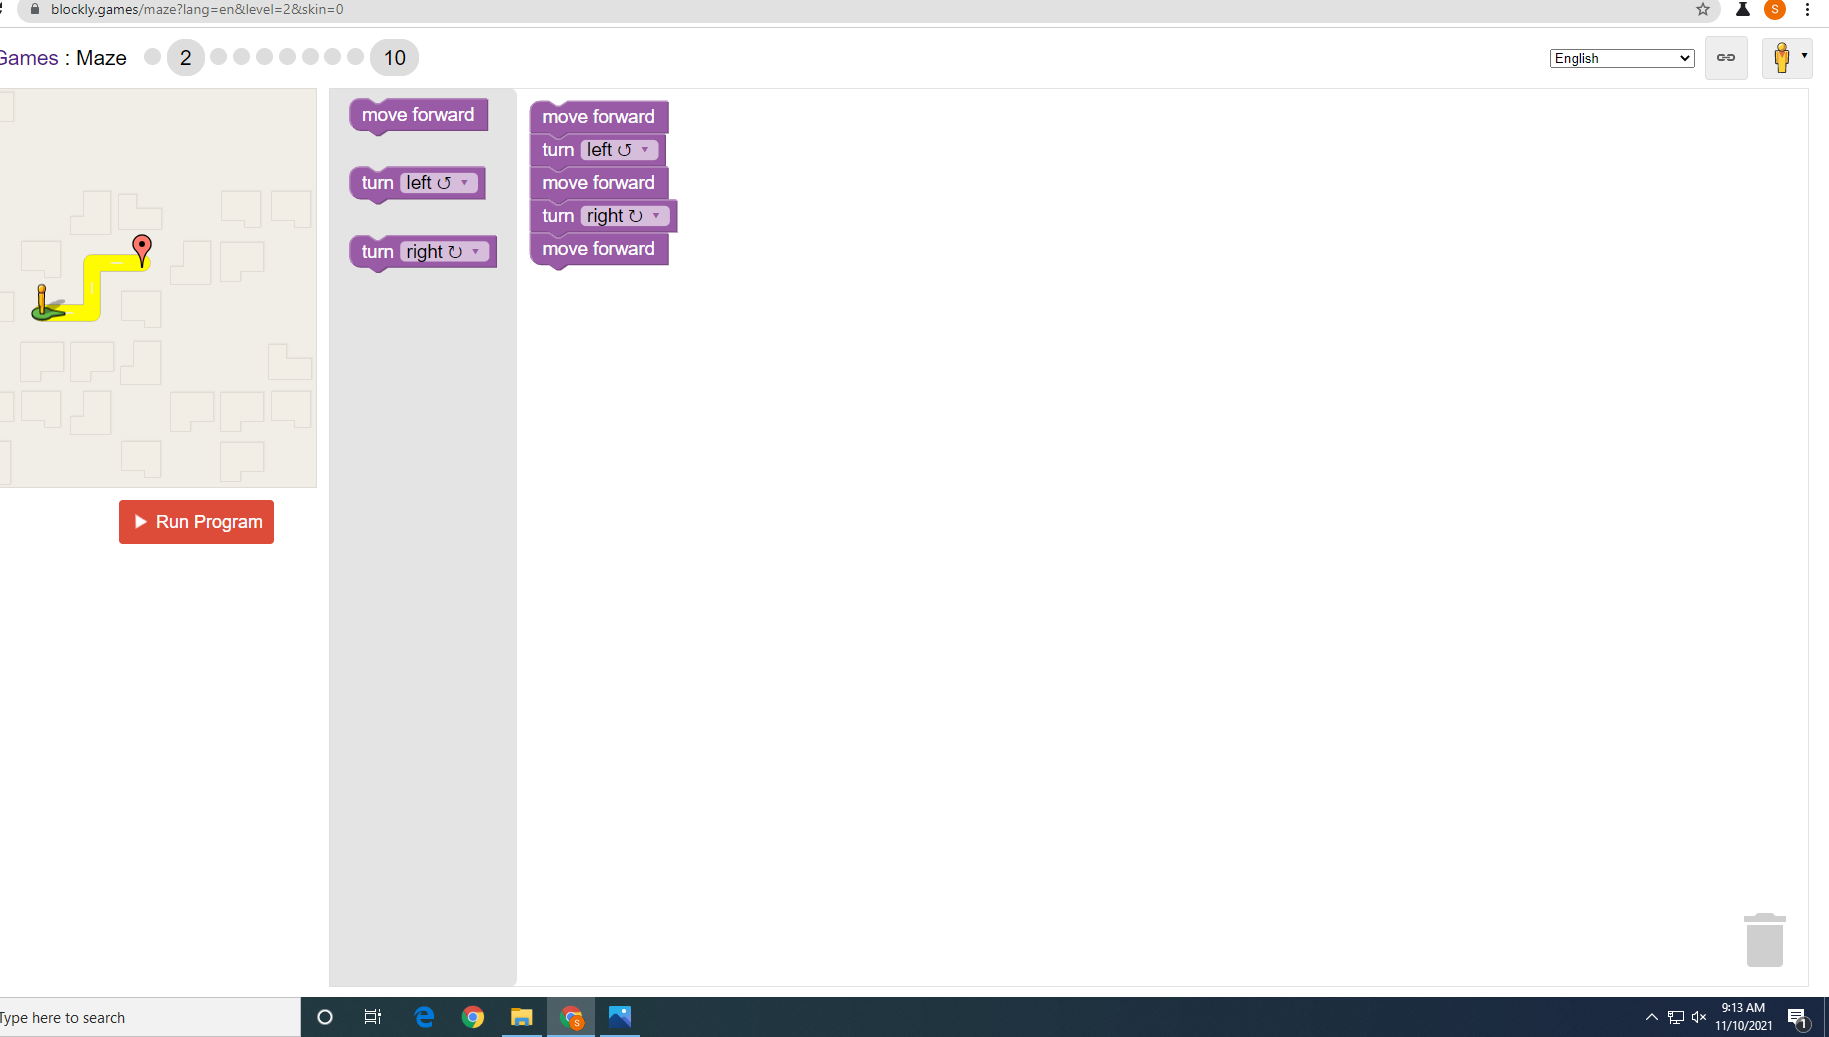 blockly.games/maze?lang=en&level=2&skin=0
S
Games : Maze
2
10
English
move forward
turn left ↺ ▾
turn right ↻ ▾
move forward
turn left ↺ ▾
move forward
turn right ↻ ▾
move forward
Run Program
Type here to search
S
9:13 AM
11/10/2021
1